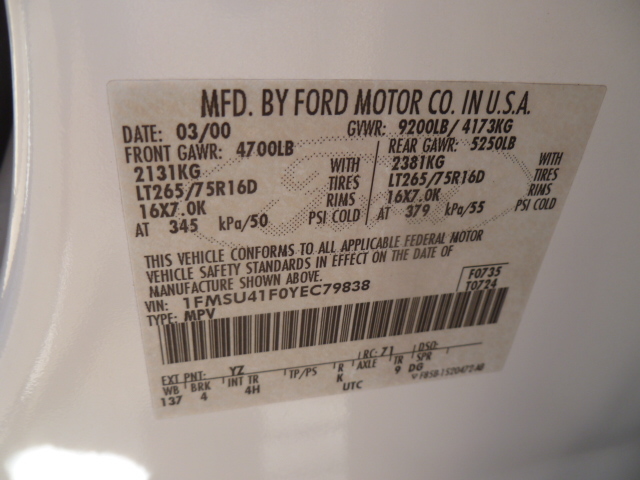 MFD. BY FORD MOTOR CO. IN U.S.A.
DATE: 03/00 GVWR: 9200LB/4173KG
FRONT GAWR: 4700LB REAR GAWR: 5250LB
2131KG WITH 2381KG WITH
LT265/75R16D TIRES LT265/75R16D TIRES
16X7.0K RIMS 16X7.0K RIMS
AT 345 kPa/50 PSI COLD AT 379 kPa/55 PSI COLD
THIS VEHICLE CONFORMS TO ALL APPLICABLE FEDERAL MOTOR
VEHICLE SAFETY STANDARDS IN EFFECT ON THE DATE OF
MANUFACTURE SHOWN ABOVE.
VIN: 1FMSU41F0YEC79838 F0735
TYPE: MPV T0724
EXT PNT: YZ RC: 71 DSO:
WB BRK INT TR TP/PS R AXLE TR SPR
137 4 4H K 9 DG
UTC